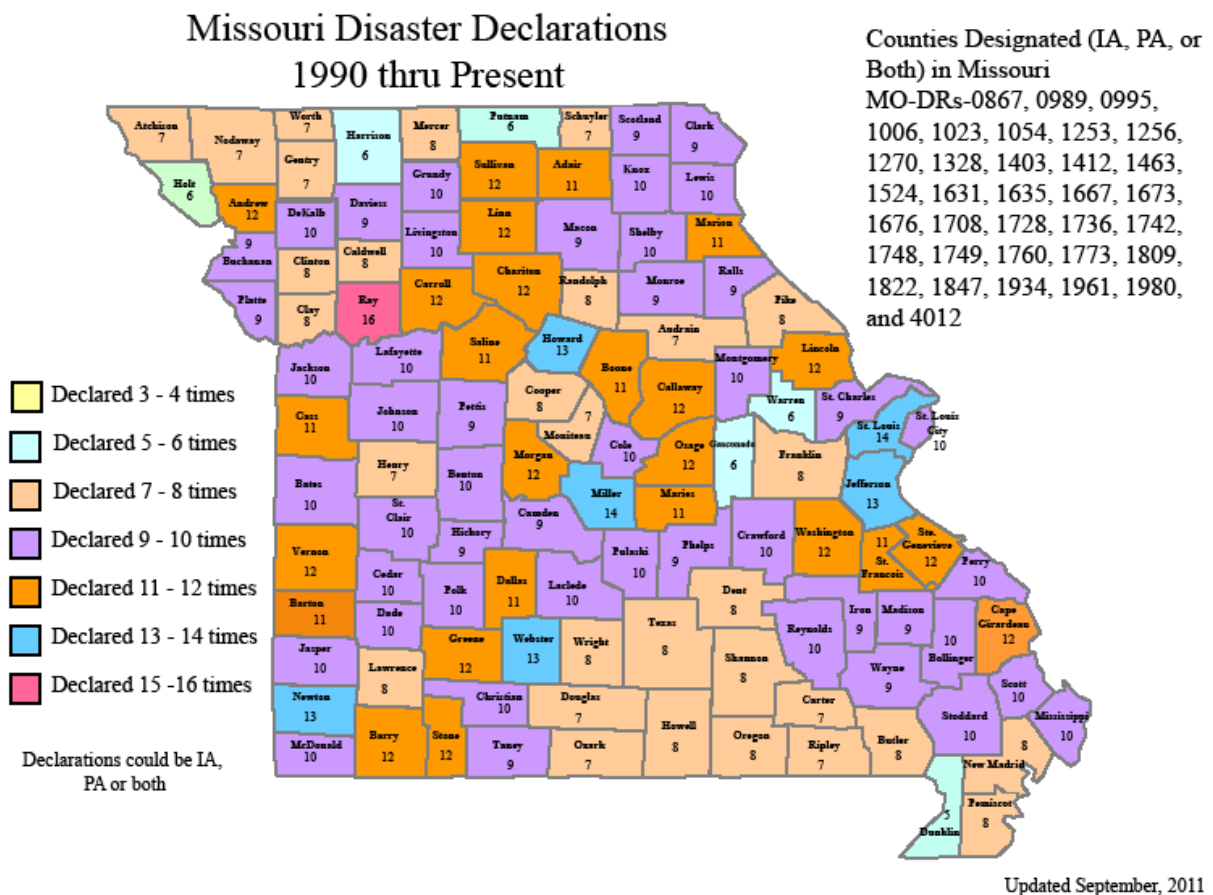 Missouri Disaster Declarations
1990 thru Present
Counties Designated (IA, PA, or
Both) in Missouri
MO-DRs-0867, 0989, 0995,
1006, 1023, 1054, 1253, 1256,
1270, 1328, 1403, 1412, 1463,
1524, 1631, 1635, 1667, 1673,
1676, 1708, 1728, 1736, 1742,
1748, 1749, 1760, 1773, 1809,
1822, 1847, 1934, 1961, 1980,
and 4012
Atchison
7
Nodaway
7
Worth
7
Harrison
6
Mercer
8
Putnam
6
Schuyler
7
Scotland
9
Clark
9
Gentry
7
Sullivan
12
Adair
11
Knox
10
Lewis
10
Holt
6
Andrew
12
DeKalb
10
Daviess
9
Grundy
10
Linn
12
Macon
9
Shelby
10
Marion
11
9
Buchanan
Clinton
8
Caldwell
8
Livingston
10
Carroll
12
Chariton
12
Randolph
8
Monroe
9
Ralls
9
Pike
8
Platte
9
Clay
8
Ray
16
Saline
11
Howard
13
Boone
11
Andrain
7
Callaway
12
Montgomery
10
Lincoln
12
Warren
6
St. Charles
9
St. Louis
14
St. Louis
City
10
Jackson
10
Lafayette
10
Cass
11
Johnson
10
Pettis
9
Cooper
8
7
Moniteau
Cole
10
Osage
12
Gasconade
6
Franklin
8
Jefferson
13
Bates
10
Henry
7
Benton
10
Morgan
12
Miller
14
Maries
11
St.
Clair
10
Hickory
9
Camden
9
Pulaski
10
Phelps
9
Crawford
10
Washington
12
11
St.
Francois
Ste.
Genevieve
12
Perry
10
Vernon
12
Cedar
10
Polk
10
Dallas
11
Laclede
10
Dent
8
Barton
11
Dade
10
Greene
12
Webster
13
Wright
8
Texas
8
Shannon
8
Reynolds
10
Iron
9
Madison
9
10
Bollinger
Cape
Girardeau
12
Jasper
10
Lawrence
8
Wayne
9
Scott
10
Mississippi
10
Newton
13
Christian
10
Douglas
7
Howell
8
Carter
7
Stoddard
10
McDonald
10
Barry
12
Stone
12
Taney
9
Ozark
7
Oregon
8
Ripley
7
Butler
8
8
New Madrid
5
Dunklin
Pemiscot
8
Declared 3 - 4 times
Declared 5 - 6 times
Declared 7 - 8 times
Declared 9 - 10 times
Declared 11 - 12 times
Declared 13 - 14 times
Declared 15 -16 times
Declarations could be IA,
PA or both
Updated September, 2011